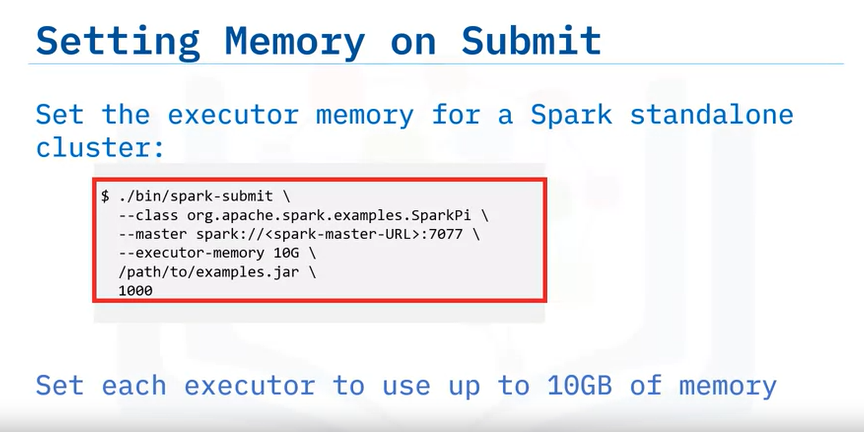 Setting Memory on Submit
Set the executor memory for a Spark standalone
cluster:
$ ./bin/spark-submit \
--class org.apache.spark.examples.SparkPi \
--master spark://<spark-master-URL>:7077 \
--executor-memory 10G \
/path/to/examples.jar \
1000
Set each executor to use up to 10GB of memory